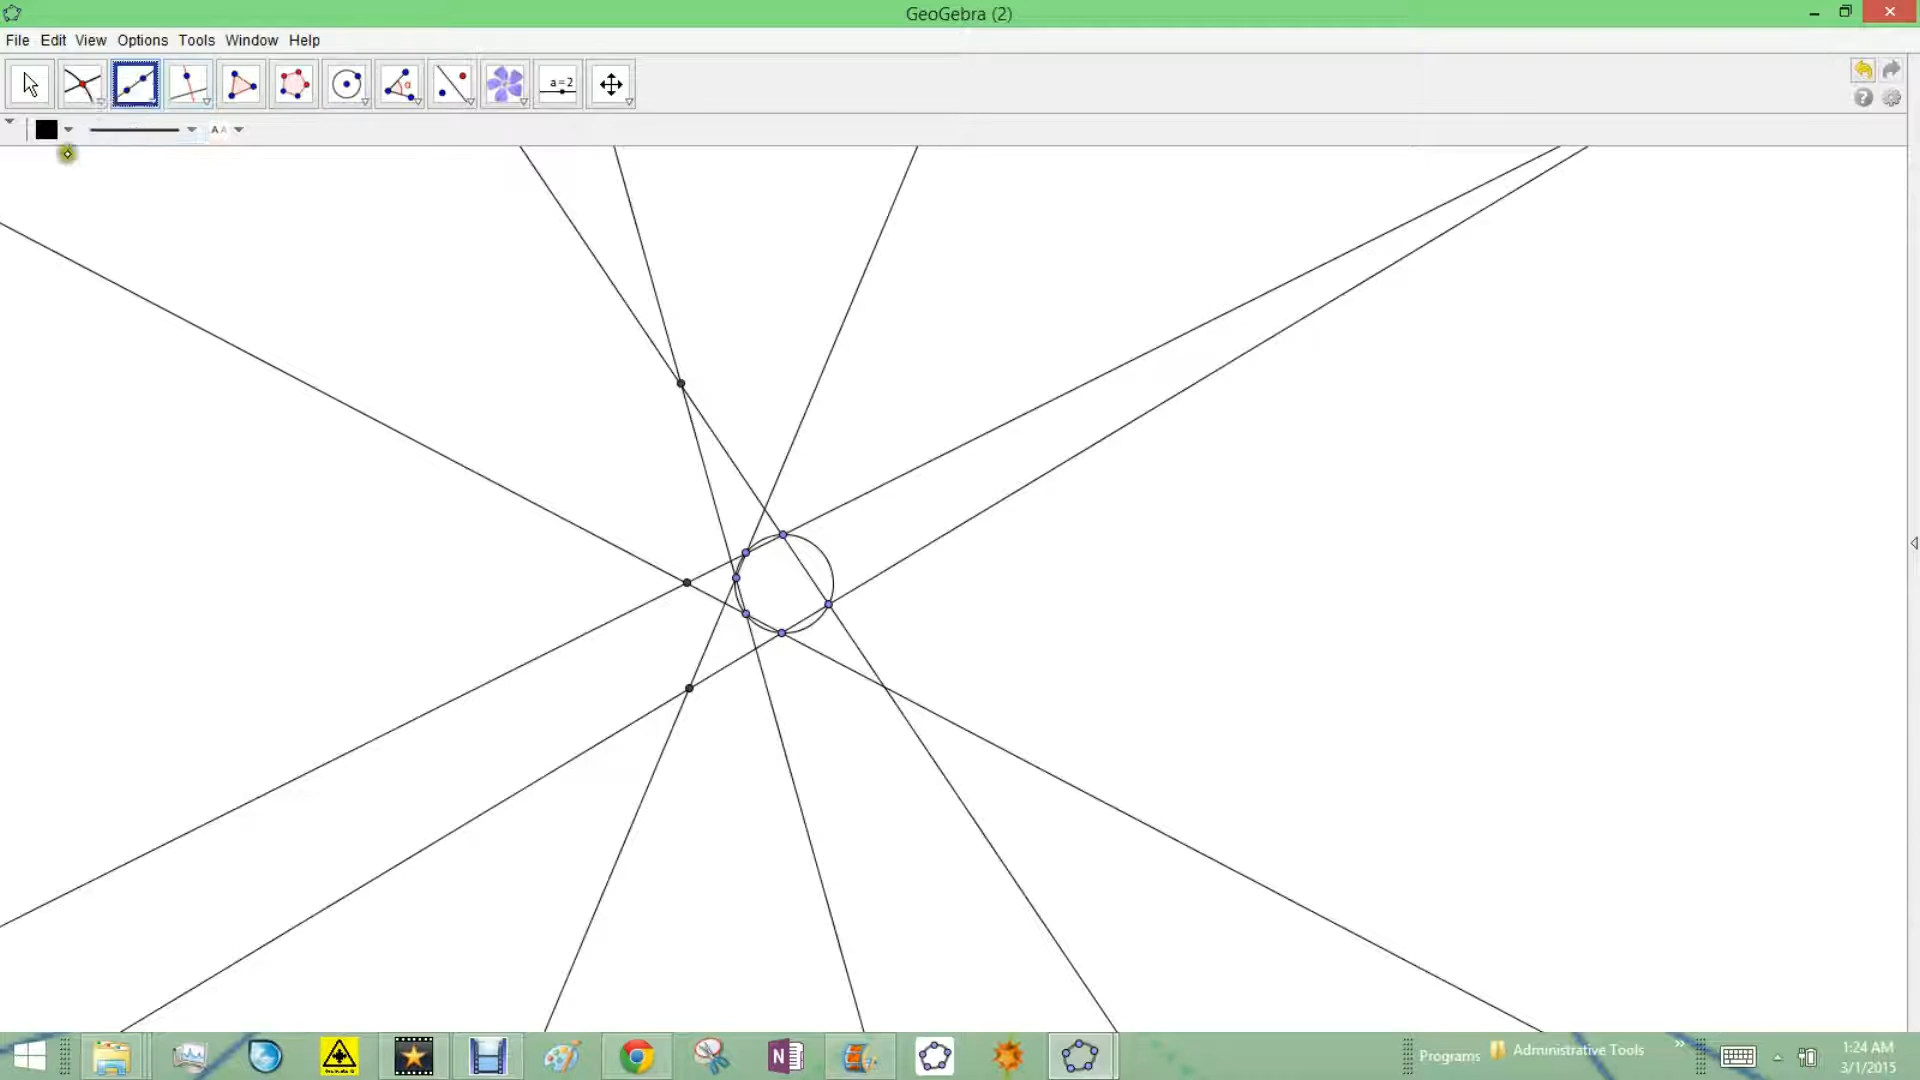 GeoGebra (2)
File Edit View Options Tools Window Help
a=2
A A
Programs Administrative Tools »
1:24 AM
3/1/2015